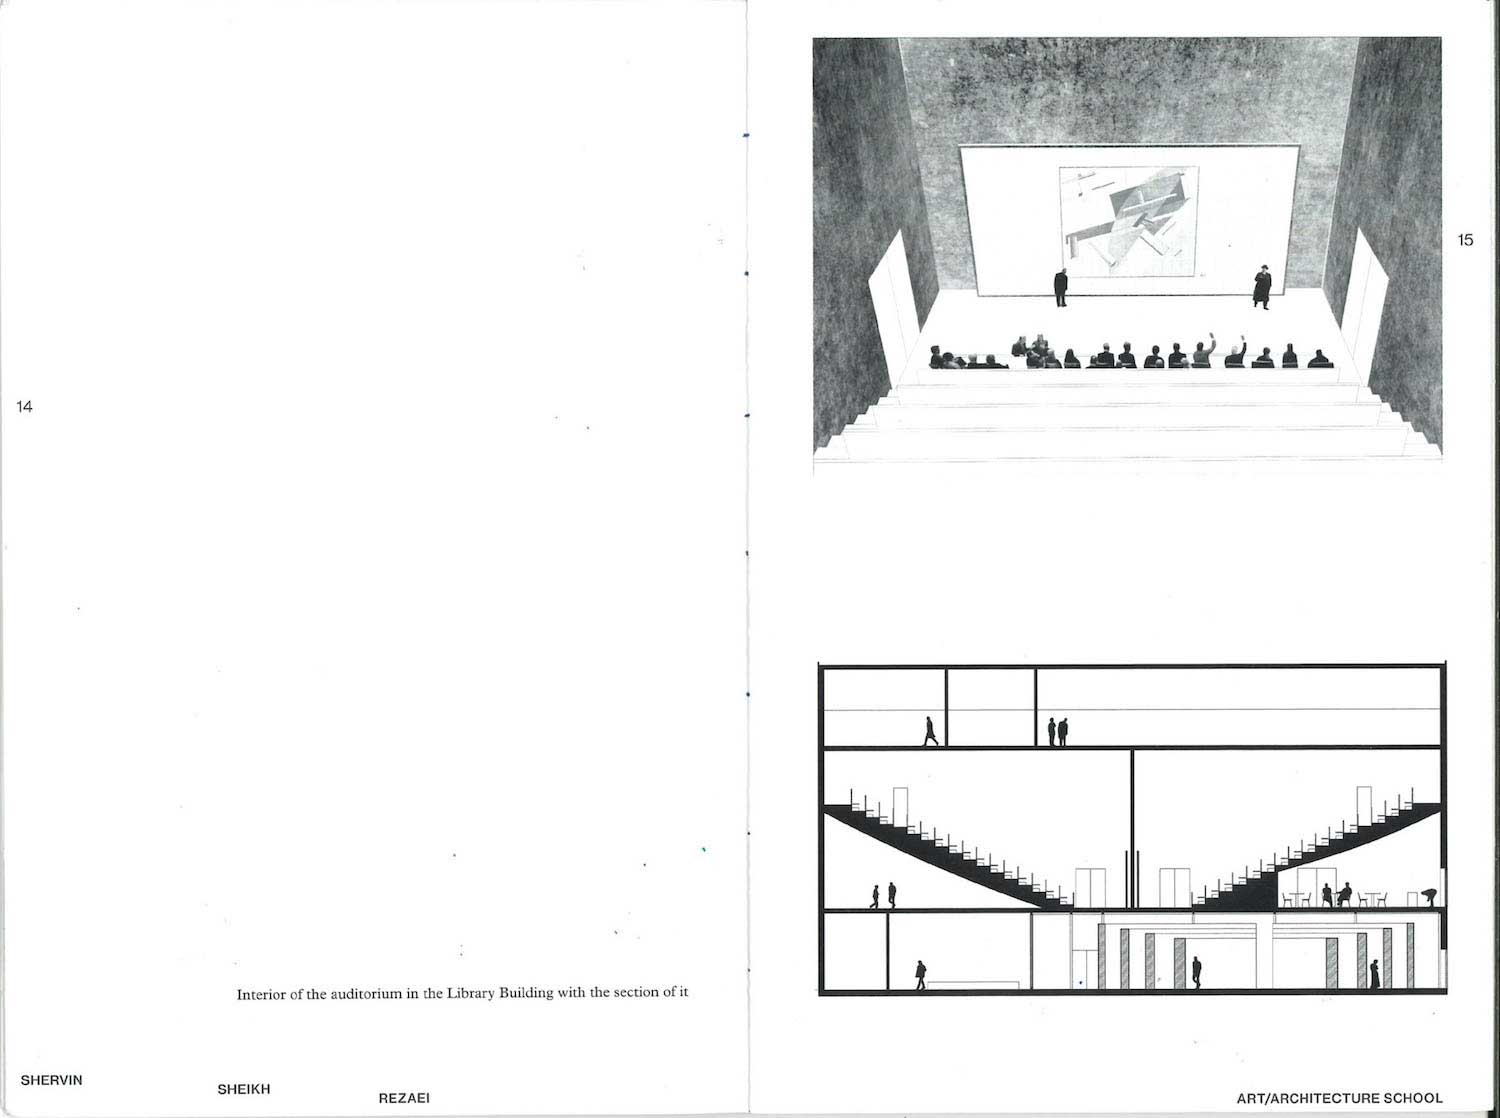 14
Interior of the auditorium in the Library Building with the section of it
SHERVIN
SHEIKH
REZAEI
15
ART/ARCHITECTURE SCHOOL